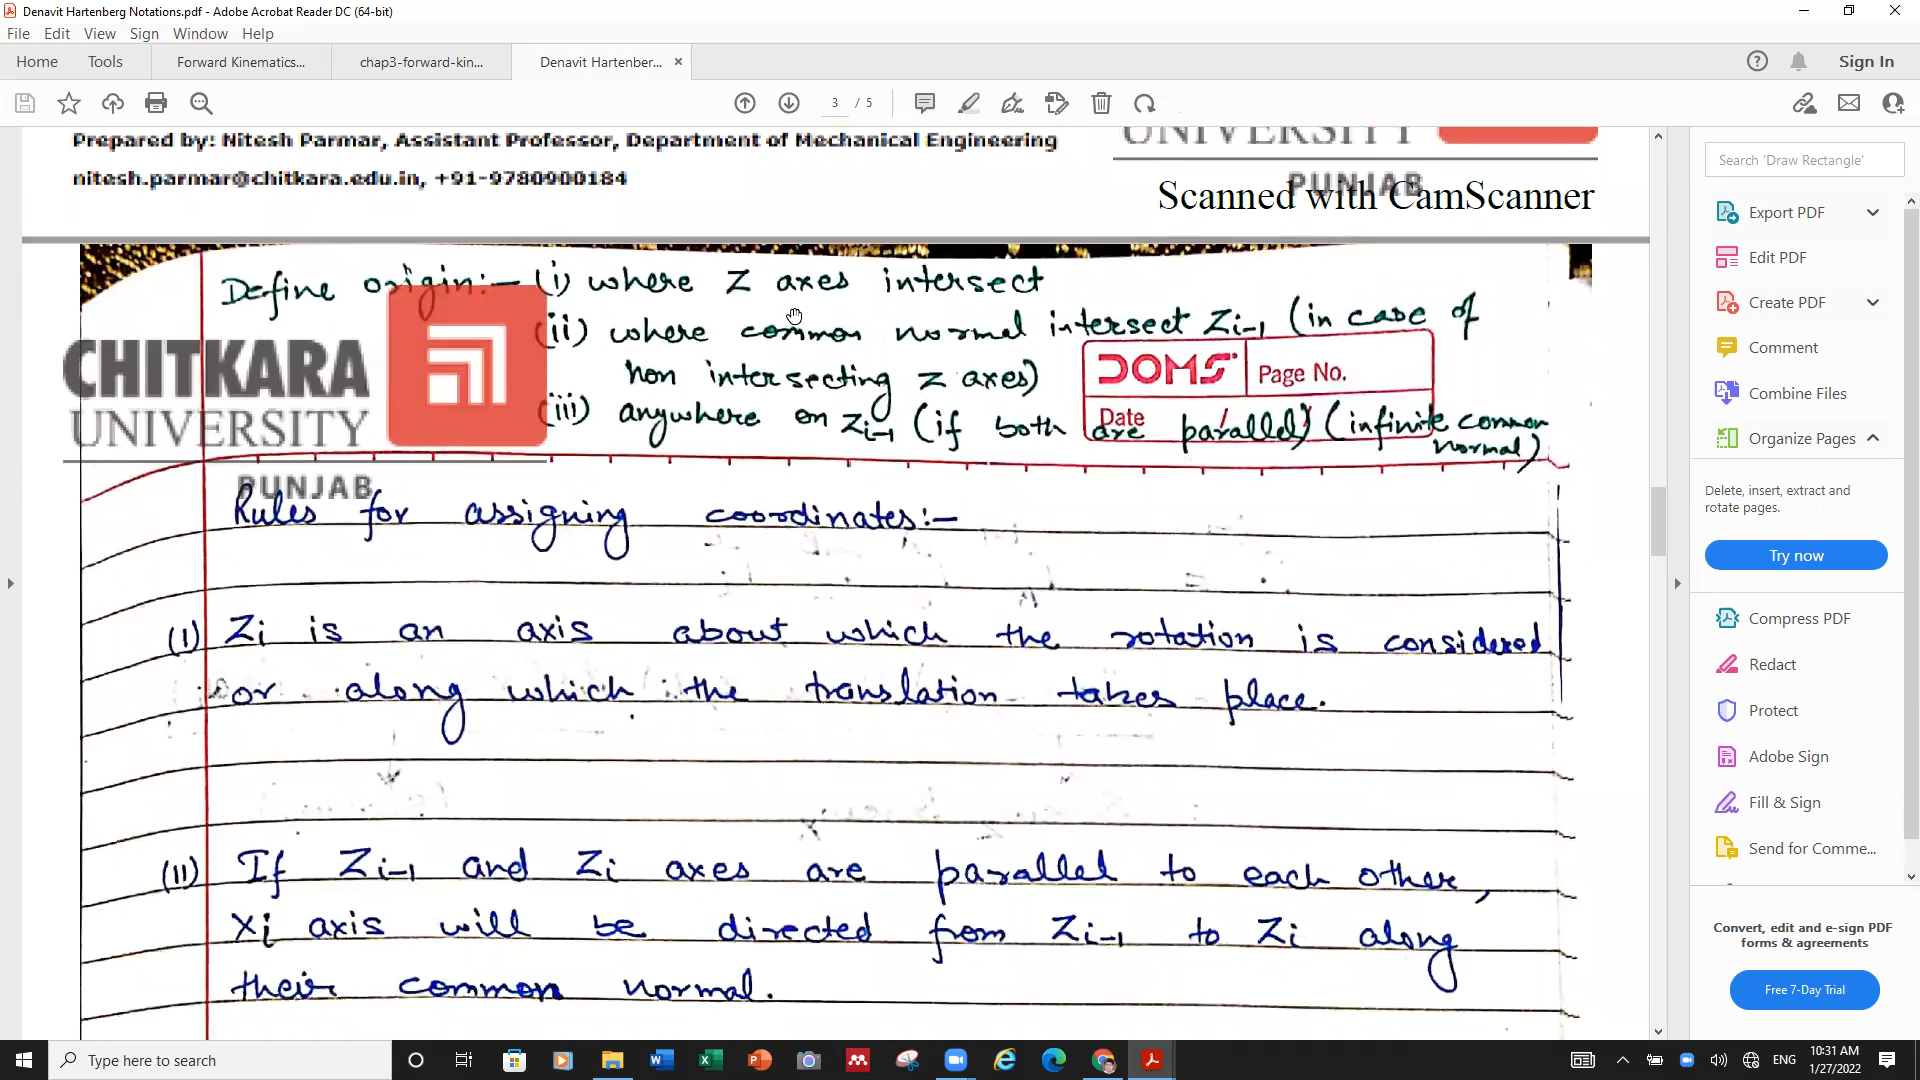 Denavit Hartenberg Notations.pdf - Adobe Acrobat Reader DC (64-bit)
File Edit View Sign Window Help
Home Tools Forward Kinematics... chap3-forward-kin... Denavit Hartenber... × Sign In
3 / 5
Prepared by: Nitesh Parmar, Assistant Professor, Department of Mechanical Engineering
nitesh.parmar@chitkara.edu.in, +91-9780900184
UNIVERSITY
PUNJAB
Scanned with CamScanner
Define origin:- (i) where Z axes intersect
(ii) where common normal intersect Zi-1 (in case of
non intersecting z axes)
(iii) anywhere on Zi-1 (if both are parallel) (infinite common
normal)
DOMS Page No.
Date / /
CHITKARA
UNIVERSITY
PUNJAB
Rules for assigning coordinates:-
(I) Zi is an axis about which the rotation is considered
or along which the translation takes place.
(II) If Zi-1 and Zi axes are parallel to each other,
Xi axis will be directed from Zi-1 to Zi along
their common normal.
Search 'Draw Rectangle'
Export PDF
Edit PDF
Create PDF
Comment
Combine Files
Organize Pages
Delete, insert, extract and
rotate pages.
Try now
Compress PDF
Redact
Protect
Adobe Sign
Fill & Sign
Send for Comme...
Convert, edit and e-sign PDF
forms & agreements
Free 7-Day Trial
Type here to search
ENG
10:31 AM
1/27/2022